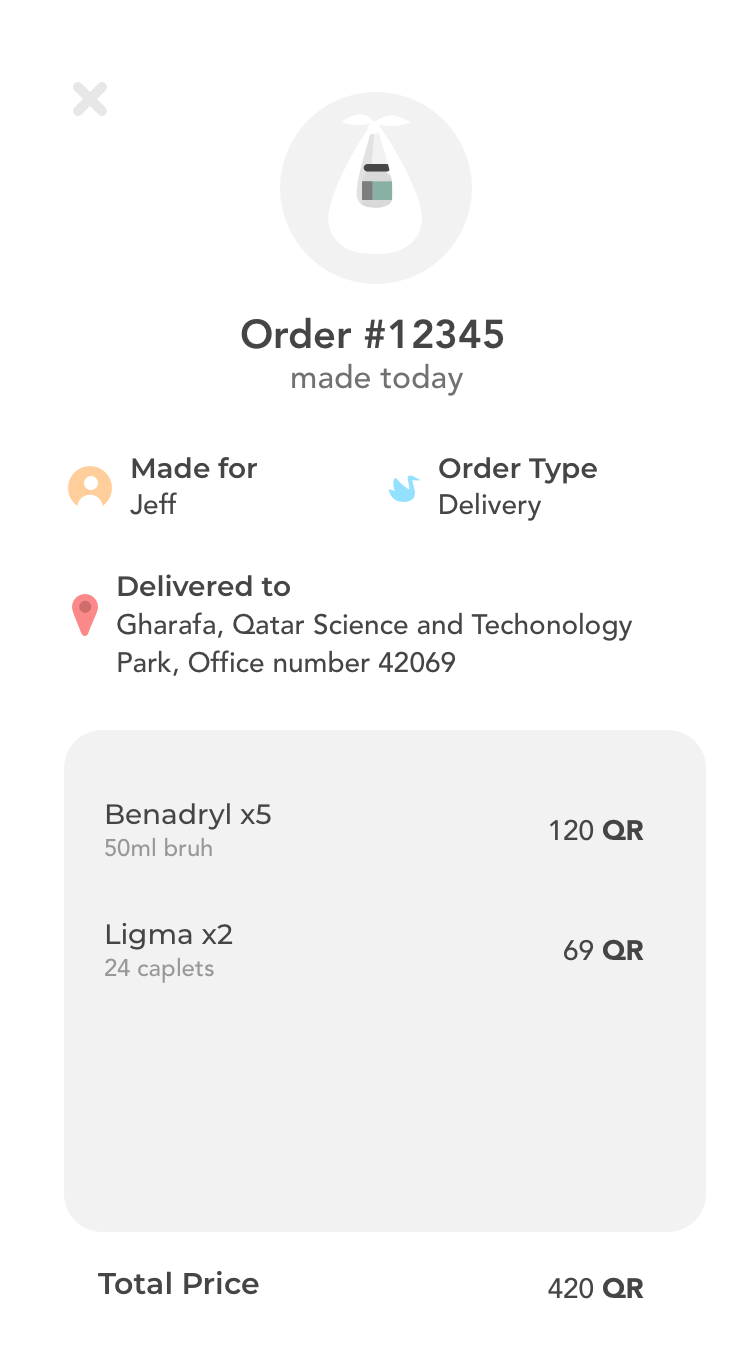 Order #12345
made today
Made for
Jeff
Order Type
Delivery
Delivered to
Gharafa, Qatar Science and Techonology
Park, Office number 42069
Benadryl x5
50ml bruh
120 QR
Ligma x2
24 caplets
69 QR
Total Price
420 QR